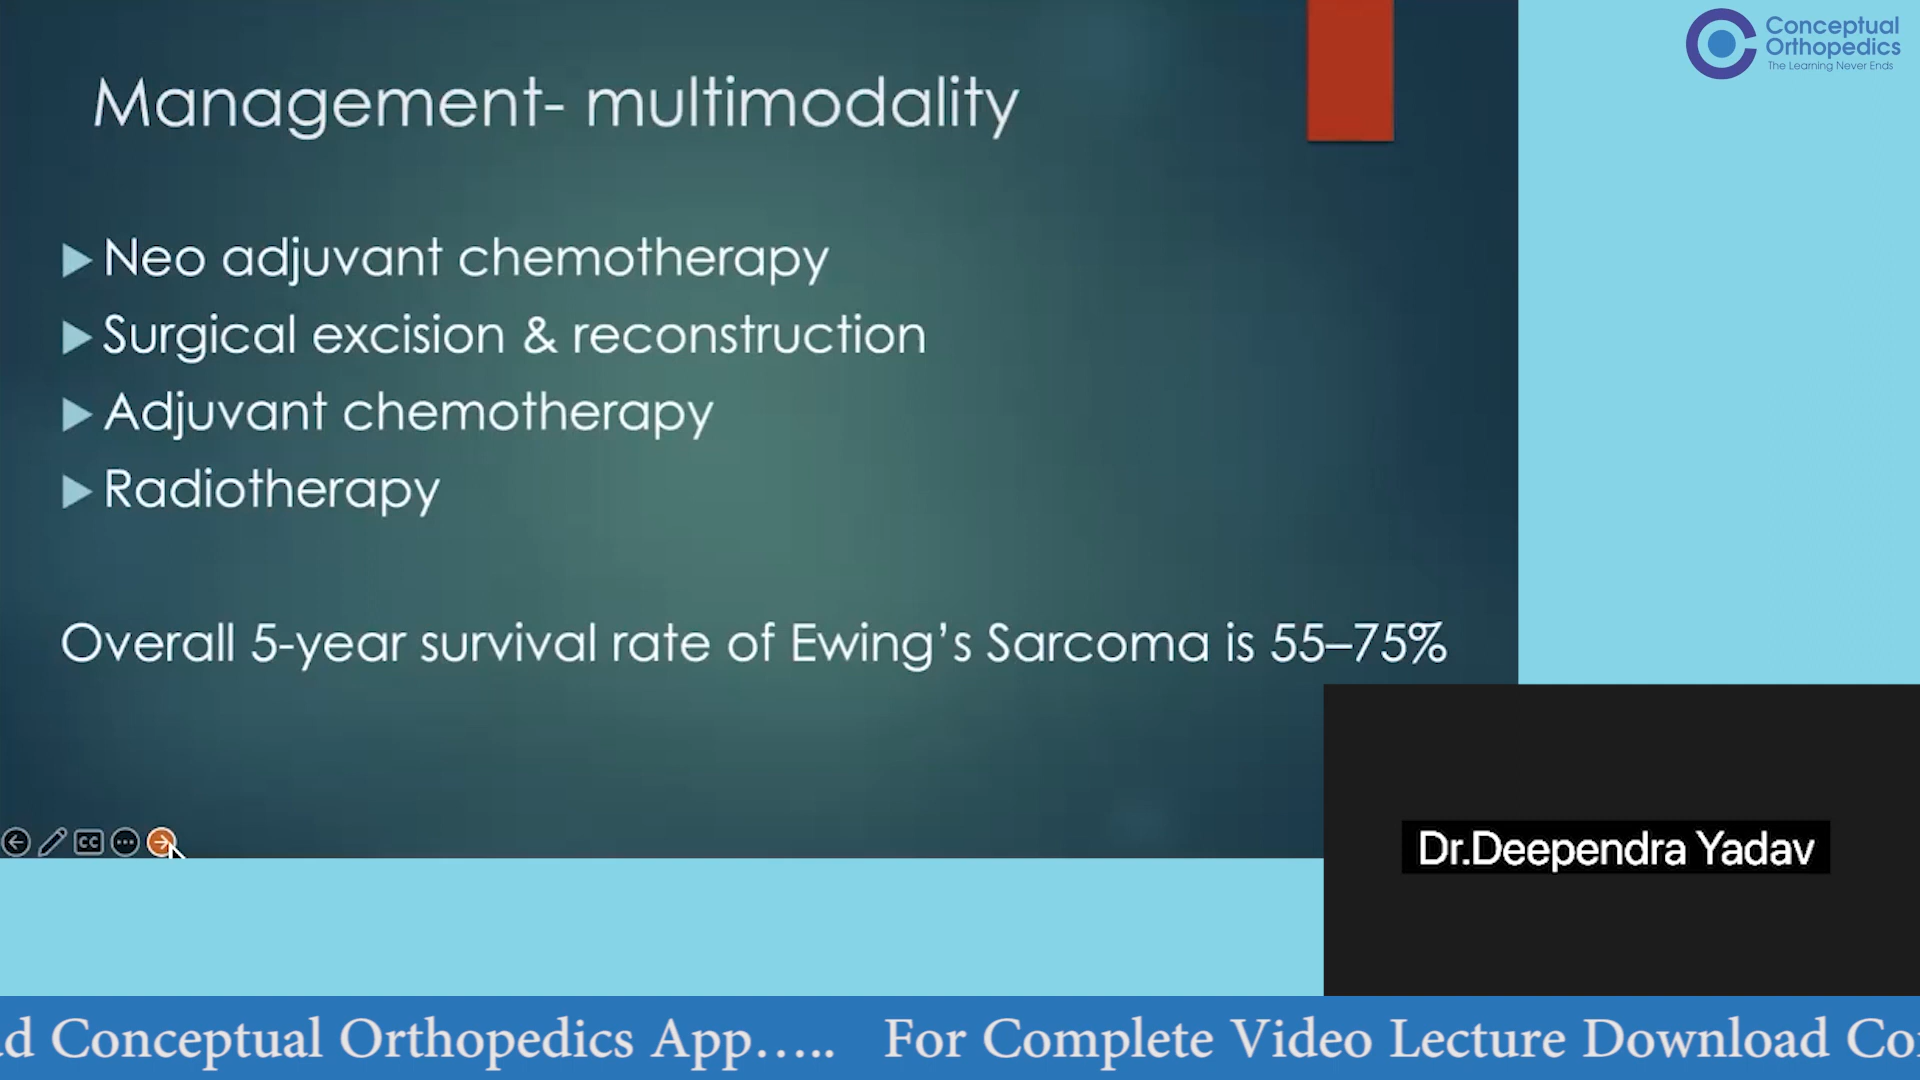 Conceptual
Orthopedics
The Learning Never Ends
Management- multimodality
Neo adjuvant chemotherapy
Surgical excision & reconstruction
Adjuvant chemotherapy
Radiotherapy
Overall 5-year survival rate of Ewing's Sarcoma is 55–75%
CC
Dr.Deependra Yadav
Conceptual Orthopedics App….. For Complete Video Lecture Download